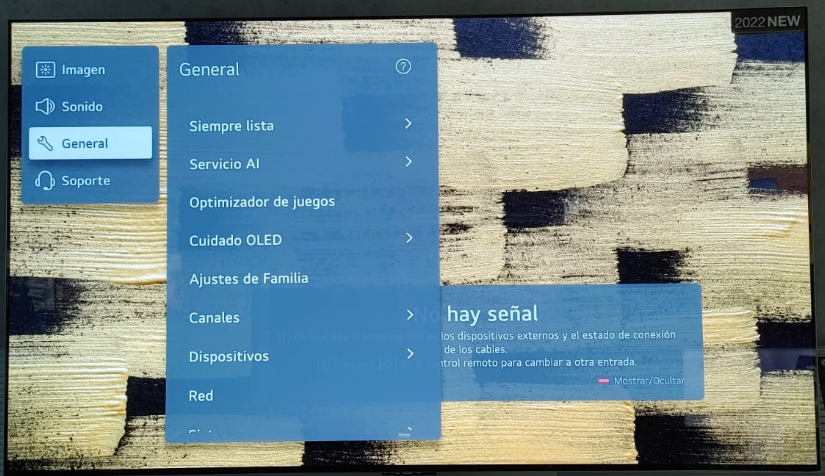 2022 NEW
Imagen
Sonido
General
Soporte
General
Siempre lista
Servicio AI
Optimizador de juegos
Cuidado OLED
Ajustes de Familia
Canales
Dispositivos
Red
No hay señal
los dispositivos externos y el estado de conexión
de los cables.
remoto para cambiar a otra entrada.
Mostrar/Ocultar